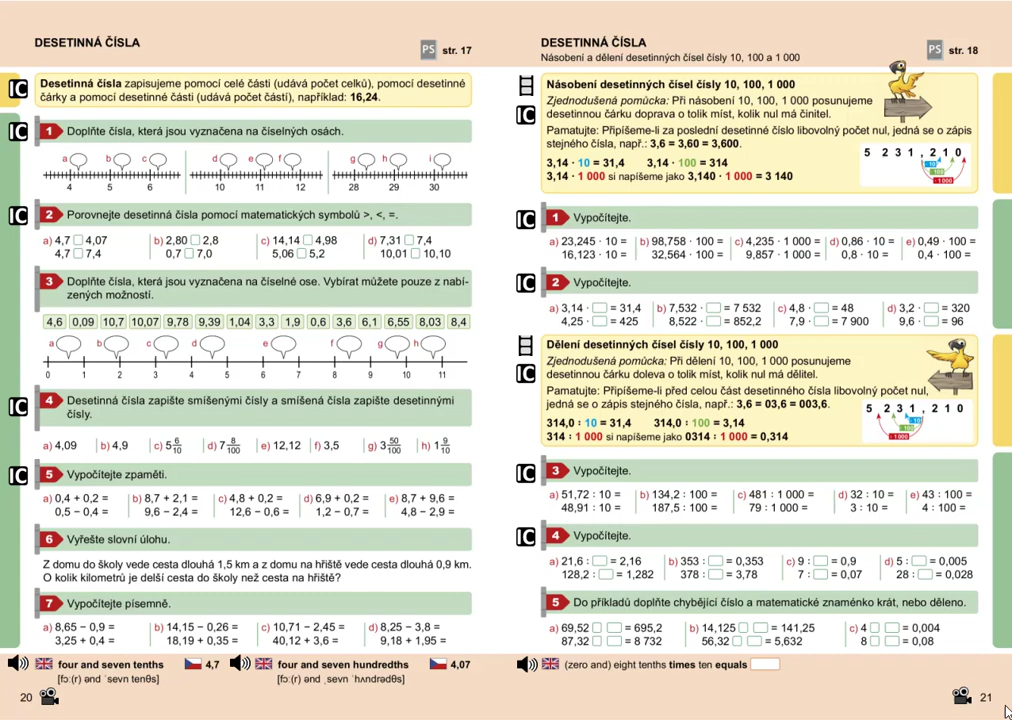 DESETINNÁ ČÍSLA
PS str. 17
IC
Desetinná čísla zapisujeme pomocí celé části (udává počet celků), pomocí desetinné
čárky a pomocí desetinné části (udává počet částí), například: 16,24.
IC
1 Doplňte čísla, která jsou vyznačena na číselných osách.
a b c d e f g h i
4 5 6 10 11 12 28 29 30
IC
2 Porovnejte desetinná čísla pomocí matematických symbolů >, <, =.
a) 4,7 □ 4,07 b) 2,80 □ 2,8 c) 14,14 □ 4,98 d) 7,31 □ 7,4
4,7 □ 7,4 0,7 □ 7,0 5,06 □ 5,2 10,01 □ 10,10
3 Doplňte čísla, která jsou vyznačena na číselné ose. Vybírat můžete pouze z nabí-
zených možností.
4,6 0,09 10,7 10,07 9,78 9,39 1,04 3,3 1,9 0,6 3,6 6,1 6,55 8,03 8,4
a b c d e f g h
0 1 2 3 4 5 6 7 8 9 10 11
IC
4 Desetinná čísla zapište smíšenými čísly a smíšená čísla zapište desetinnými
čísly.
a) 4,09 b) 4,9 c) 5 6/10 d) 7 8/100 e) 12,12 f) 3,5 g) 3 50/100 h) 1 9/10
IC
5 Vypočítejte zpaměti.
a) 0,4 + 0,2 = b) 8,7 + 2,1 = c) 4,8 + 0,2 = d) 6,9 + 0,2 = e) 8,7 + 9,6 =
0,5 − 0,4 = 9,6 − 2,4 = 12,6 − 0,6 = 1,2 − 0,7 = 4,8 − 2,9 =
6 Vyřešte slovní úlohu.
Z domu do školy vede cesta dlouhá 1,5 km a z domu na hřiště vede cesta dlouhá 0,9 km.
O kolik kilometrů je delší cesta do školy než cesta na hřiště?
7 Vypočítejte písemně.
a) 8,65 − 0,9 = b) 14,15 − 0,26 = c) 10,71 − 2,45 = d) 8,25 − 3,8 =
3,25 + 0,4 = 18,19 + 0,35 = 40,12 + 3,6 = 9,18 + 1,95 =
four and seven tenths 4,7 four and seven hundredths 4,07
[fɔː(r) ənd ˈsevn tenθs] [fɔː(r) ənd ˌsevn ˈhʌndrədθs]
20
DESETINNÁ ČÍSLA
Násobení a dělení desetinných čísel čísly 10, 100 a 1 000
PS str. 18
Násobení desetinných čísel čísly 10, 100, 1 000
IC
Zjednodušená pomůcka: Při násobení 10, 100, 1 000 posunujeme
desetinnou čárku doprava o tolik míst, kolik nul má činitel.
Pamatujte: Připíšeme-li za poslední desetinné číslo libovolný počet nul, jedná se o zápis
stejného čísla, např.: 3,6 = 3,60 = 3,600.
3,14 · 10 = 31,4 3,14 · 100 = 314
3,14 · 1 000 si napíšeme jako 3,140 · 1 000 = 3 140
5 2 3 1 , 2 1 0
· 10
· 100
· 1 000
IC
1 Vypočítejte.
a) 23,245 · 10 = b) 98,758 · 100 = c) 4,235 · 1 000 = d) 0,86 · 10 = e) 0,49 · 100 =
16,123 · 10 = 32,564 · 100 = 9,857 · 1 000 = 0,8 · 10 = 0,4 · 100 =
IC
2 Vypočítejte.
a) 3,14 · □ = 31,4 b) 7,532 · □ = 7 532 c) 4,8 · □ = 48 d) 3,2 · □ = 320
4,25 · □ = 425 8,522 · □ = 852,2 7,9 · □ = 7 900 9,6 · □ = 96
Dělení desetinných čísel čísly 10, 100, 1 000
IC
Zjednodušená pomůcka: Při dělení 10, 100, 1 000 posunujeme
desetinnou čárku doleva o tolik míst, kolik nul má dělitel.
Pamatujte: Připíšeme-li před celou část desetinného čísla libovolný počet nul,
jedná se o zápis stejného čísla, např.: 3,6 = 03,6 = 003,6.
314,0 : 10 = 31,4 314,0 : 100 = 3,14
314 : 1 000 si napíšeme jako 0314 : 1 000 = 0,314
5 2 3 1 , 2 1 0
: 10
: 100
: 1 000
IC
3 Vypočítejte.
a) 51,72 : 10 = b) 134,2 : 100 = c) 481 : 1 000 = d) 32 : 10 = e) 43 : 100 =
48,91 : 10 = 187,5 : 100 = 79 : 1 000 = 3 : 10 = 4 : 100 =
IC
4 Vypočítejte.
a) 21,6 : □ = 2,16 b) 353 : □ = 0,353 c) 9 : □ = 0,9 d) 5 : □ = 0,005
128,2 : □ = 1,282 378 : □ = 3,78 7 : □ = 0,07 28 : □ = 0,028
5 Do příkladů doplňte chybějící číslo a matematické znaménko krát, nebo děleno.
a) 69,52 □ □ = 695,2 b) 14,125 □ □ = 141,25 c) 4 □ □ = 0,004
87,32 □ □ = 8 732 56,32 □ □ = 5,632 8 □ □ = 0,08
(zero and) eight tenths times ten equals
21